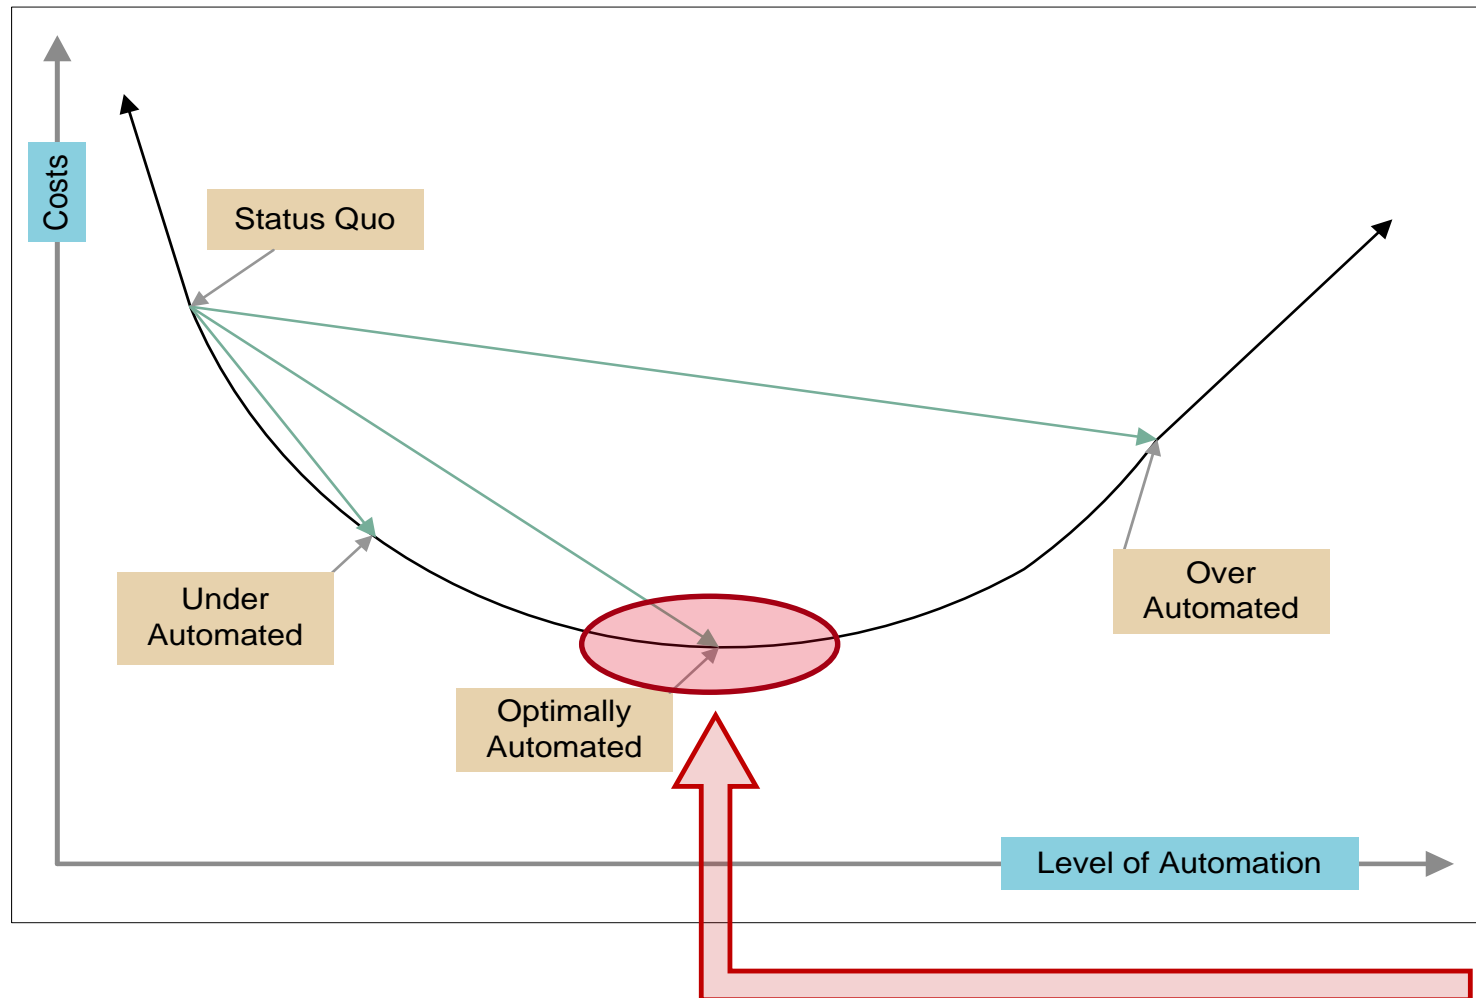 Costs
Status Quo
Under
Automated
Optimally
Automated
Over
Automated
Level of Automation